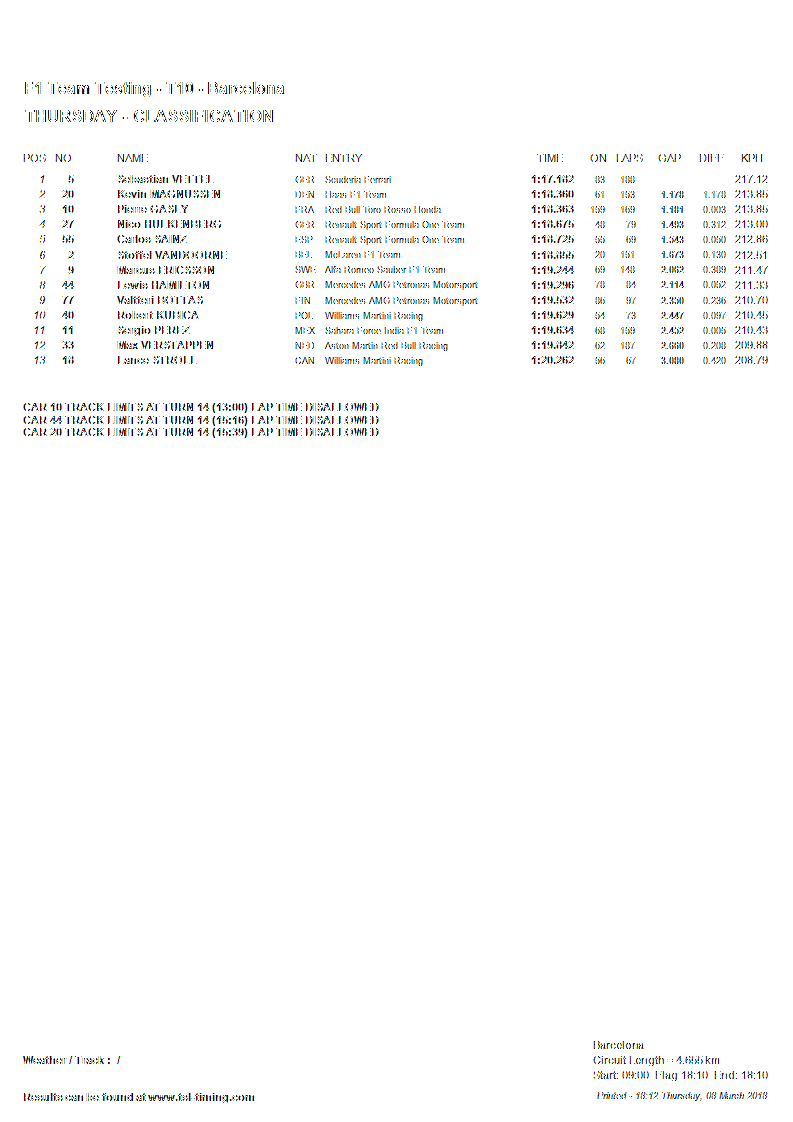 F1 Team Testing - T10 - Barcelona
THURSDAY - CLASSIFICATION
POS NO NAME NAT ENTRY TIME ON LAPS GAP DIFF KPH
1 5 Sebastian VETTEL GER Scuderia Ferrari 1:17.182 83 188 217.12
2 20 Kevin MAGNUSSEN DEN Haas F1 Team 1:18.360 61 153 1.178 1.178 213.85
3 10 Pierre GASLY FRA Red Bull Toro Rosso Honda 1:18.363 159 169 1.181 0.003 213.85
4 27 Nico HULKENBERG GER Renault Sport Formula One Team 1:18.675 48 79 1.493 0.312 213.00
5 55 Carlos SAINZ ESP Renault Sport Formula One Team 1:18.725 55 69 1.543 0.050 212.86
6 2 Stoffel VANDOORNE BEL McLaren F1 Team 1:18.855 20 151 1.673 0.130 212.51
7 9 Marcus ERICSSON SWE Alfa Romeo Sauber F1 Team 1:19.244 69 148 2.062 0.389 211.47
8 44 Lewis HAMILTON GBR Mercedes AMG Petronas Motorsport 1:19.296 78 84 2.114 0.052 211.33
9 77 Valtteri BOTTAS FIN Mercedes AMG Petronas Motorsport 1:19.532 86 97 2.350 0.236 210.70
10 40 Robert KUBICA POL Williams Martini Racing 1:19.629 54 73 2.447 0.097 210.45
11 11 Sergio PEREZ MEX Sahara Force India F1 Team 1:19.634 68 159 2.452 0.005 210.43
12 33 Max VERSTAPPEN NED Aston Martin Red Bull Racing 1:19.842 62 187 2.660 0.208 209.88
13 18 Lance STROLL CAN Williams Martini Racing 1:20.262 56 67 3.080 0.420 208.79
CAR 10 TRACK LIMITS AT TURN 14 (13:00) LAP TIME DISALLOWED
CAR 44 TRACK LIMITS AT TURN 14 (15:16) LAP TIME DISALLOWED
CAR 20 TRACK LIMITS AT TURN 14 (15:39) LAP TIME DISALLOWED
Barcelona
Weather / Track : / Circuit Length = 4.655 km
Start: 09:00 Flag 18:10 End: 18:10
Results can be found at www.tsl-timing.com Printed - 18:12 Thursday, 08 March 2018